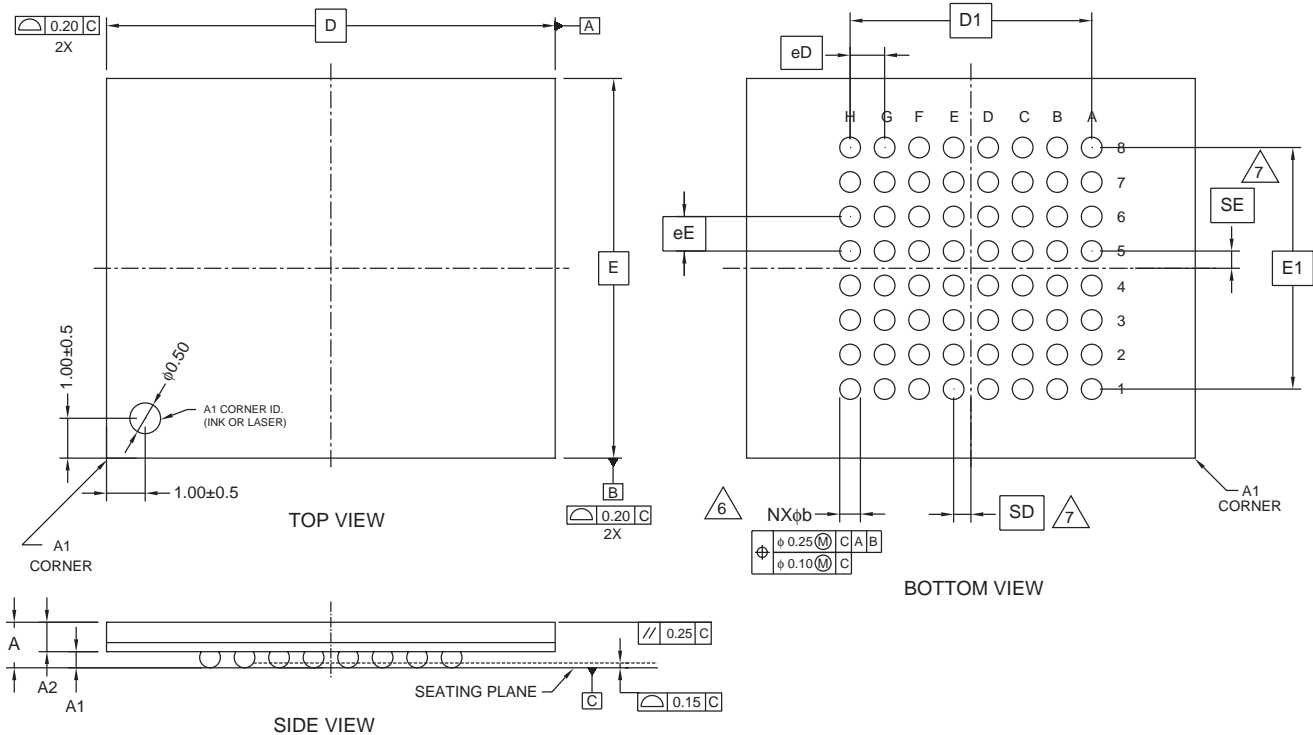 0.20 C
2X
D
A
D1
eD
H G F E D C B A
8
7
7
6
SE
eE
5
E
E1
4
3
2
1
1.00±0.5
ϕ0.50
A1 CORNER ID.
(INK OR LASER)
1.00±0.5
TOP VIEW
B
0.20 C
2X
A1
CORNER
6
NXϕb
ϕ 0.25 Ⓜ C A B
ϕ 0.10 Ⓜ C
SD
7
A1
CORNER
BOTTOM VIEW
A
A2
A1
// 0.25 C
SEATING PLANE
C
0.15 C
SIDE VIEW